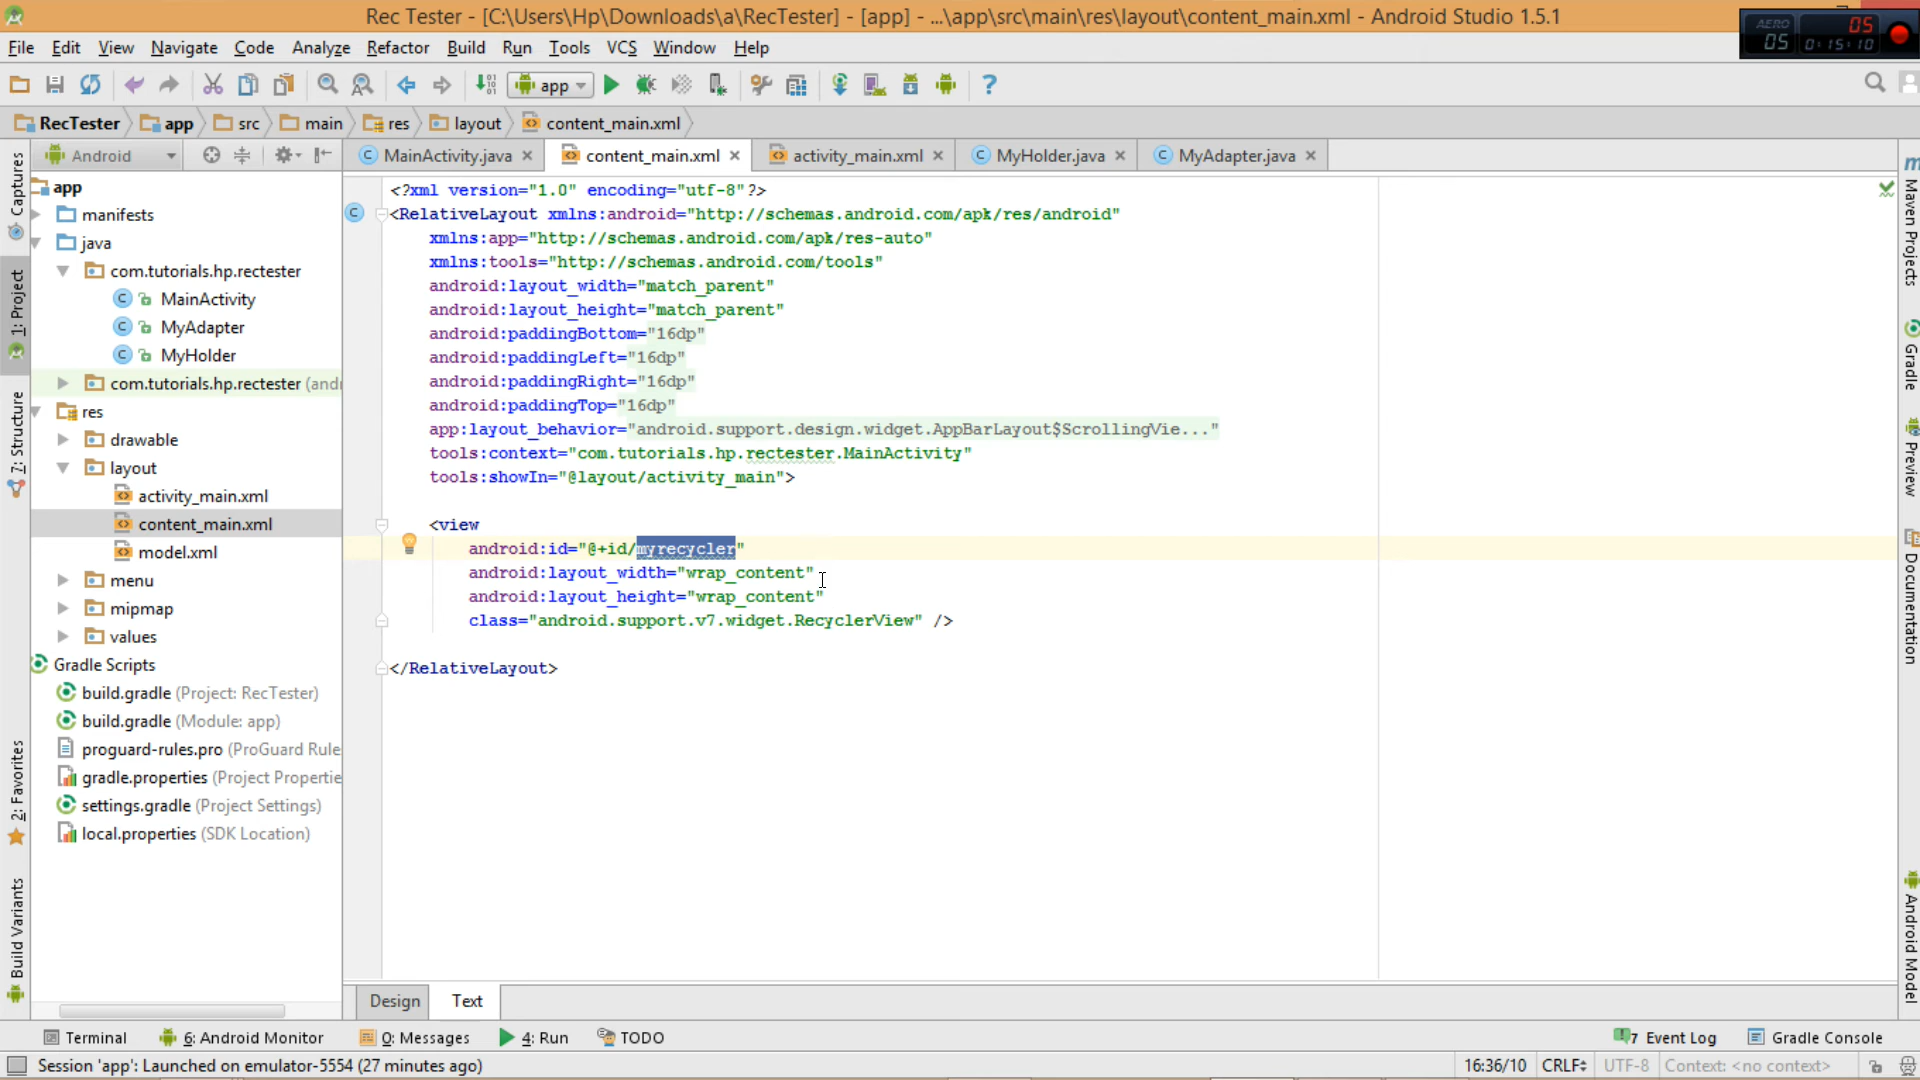 Rec Tester - [C:\Users\Hp\Downloads\a\RecTester] - [app] - ...\app\src\main\res\layout\content_main.xml - Android Studio 1.5.1
AERO
05
05
0:15:10
File Edit View Navigate Code Analyze Refactor Build Run Tools VCS Window Help
app
RecTester app src main res layout content_main.xml
Android
MainActivity.java content_main.xml activity_main.xml MyHolder.java MyAdapter.java
Captures
1: Project
7: Structure
2: Favorites
Build Variants
app
manifests
java
com.tutorials.hp.rectester
MainActivity
MyAdapter
MyHolder
com.tutorials.hp.rectester (andr
res
drawable
layout
activity_main.xml
content_main.xml
model.xml
menu
mipmap
values
Gradle Scripts
build.gradle (Project: RecTester)
build.gradle (Module: app)
proguard-rules.pro (ProGuard Rule
gradle.properties (Project Propertie
settings.gradle (Project Settings)
local.properties (SDK Location)
<?xml version="1.0" encoding="utf-8"?>
<RelativeLayout xmlns:android="http://schemas.android.com/apk/res/android"
xmlns:app="http://schemas.android.com/apk/res-auto"
xmlns:tools="http://schemas.android.com/tools"
android:layout_width="match_parent"
android:layout_height="match_parent"
android:paddingBottom="16dp"
android:paddingLeft="16dp"
android:paddingRight="16dp"
android:paddingTop="16dp"
app:layout_behavior="android.support.design.widget.AppBarLayout$ScrollingVie..."
tools:context="com.tutorials.hp.rectester.MainActivity"
tools:showIn="@layout/activity_main">
<view
android:id="@+id/myrecycler"
android:layout_width="wrap_content"
android:layout_height="wrap_content"
class="android.support.v7.widget.RecyclerView" />
</RelativeLayout>
Maven Projects
Gradle
Preview
Documentation
Android Model
Design Text
Terminal 6: Android Monitor 0: Messages 4: Run TODO
7 Event Log Gradle Console
Session 'app': Launched on emulator-5554 (27 minutes ago)
16:36/10 CRLF UTF-8 Context: <no context>